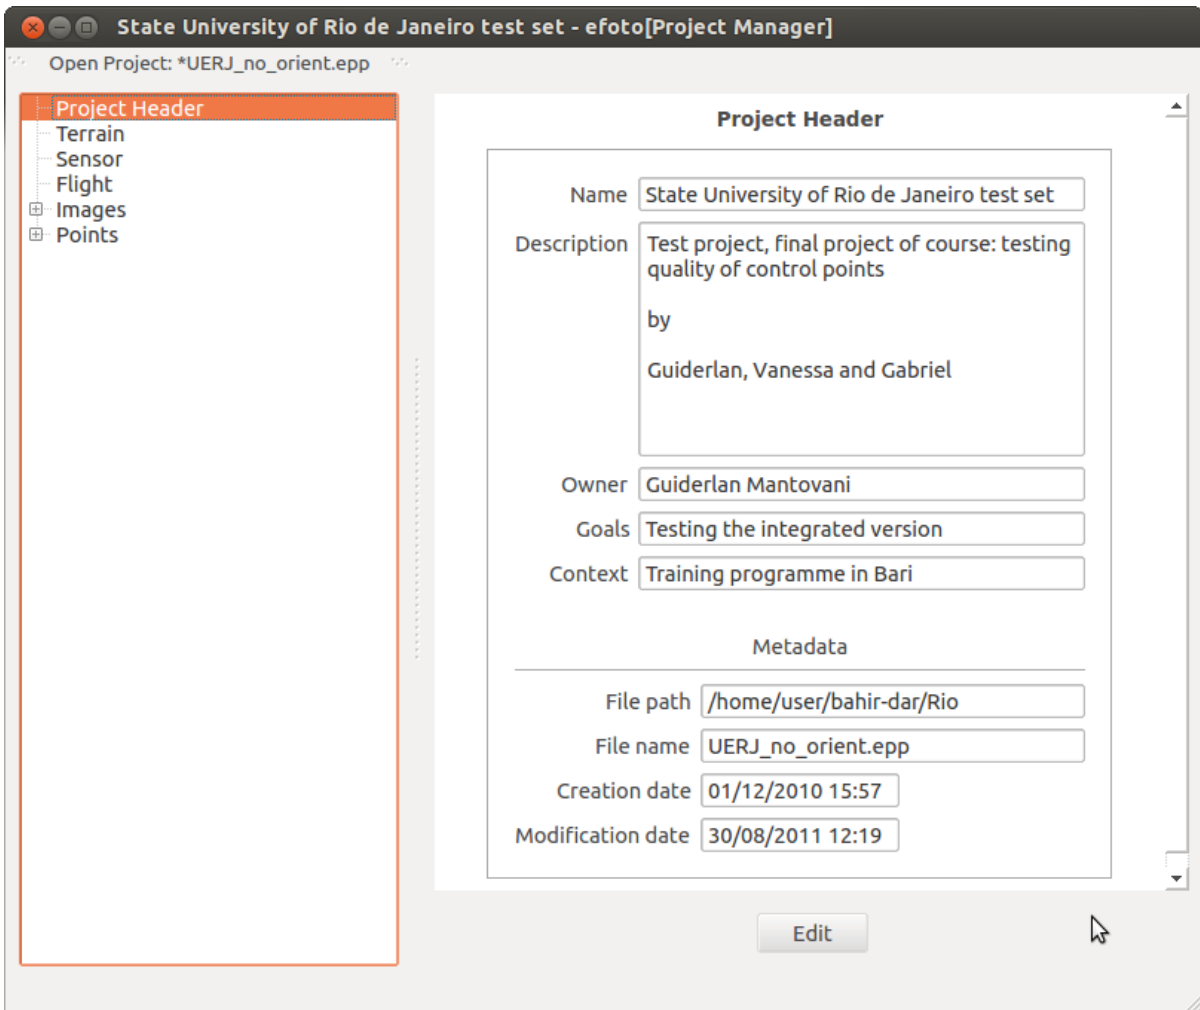 State University of Rio de Janeiro test set - efoto[Project Manager]
Open Project: *UERJ_no_orient.epp
Project Header
Terrain
Sensor
Flight
Images
Points
Project Header
Name State University of Rio de Janeiro test set
Description Test project, final project of course: testing
quality of control points
by
Guiderlan, Vanessa and Gabriel
Owner Guiderlan Mantovani
Goals Testing the integrated version
Context Training programme in Bari
Metadata
File path /home/user/bahir-dar/Rio
File name UERJ_no_orient.epp
Creation date 01/12/2010 15:57
Modification date 30/08/2011 12:19
Edit